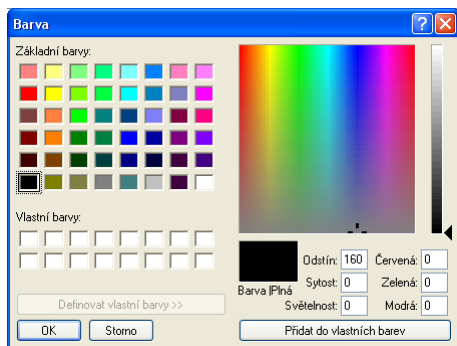 Barva
Základní barvy:
Vlastní barvy:
Definovat vlastní barvy >>
OK Storno
Barva |Plná
Odstín: 160 Červená: 0
Sytost: 0 Zelená: 0
Světelnost: 0 Modrá: 0
Přidat do vlastních barev